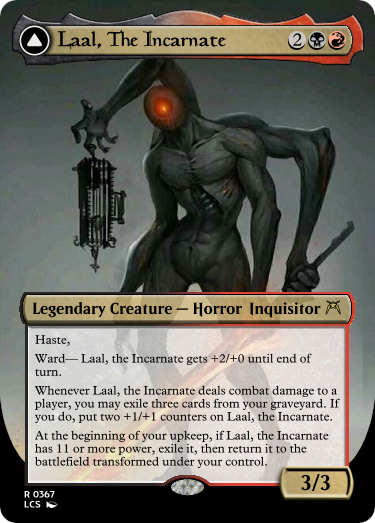 Laal, The Incarnate 2
Legendary Creature — Horror Inquisitor
Haste,
Ward— Laal, the Incarnate gets +2/+0 until end of
turn.
Whenever Laal, the Incarnate deals combat damage to a
player, you may exile three cards from your graveyard. If
you do, put two +1/+1 counters on Laal, the Incarnate.
At the beginning of your upkeep, if Laal, the Incarnate
has 11 or more power, exile it, then return it to the
battlefield transformed under your control.
3/3
R 0367
LCS